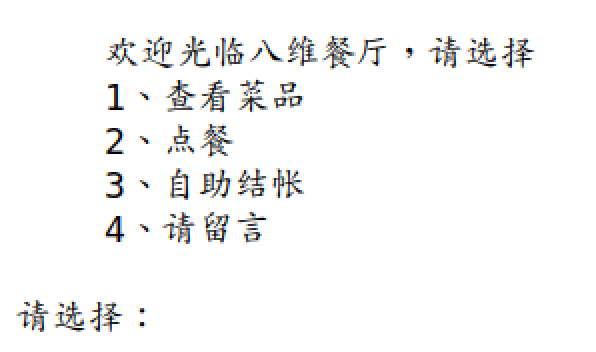 欢迎光临八维餐厅，请选择
1、查看菜品
2、点餐
3、自助结帐
4、请留言
请选择：